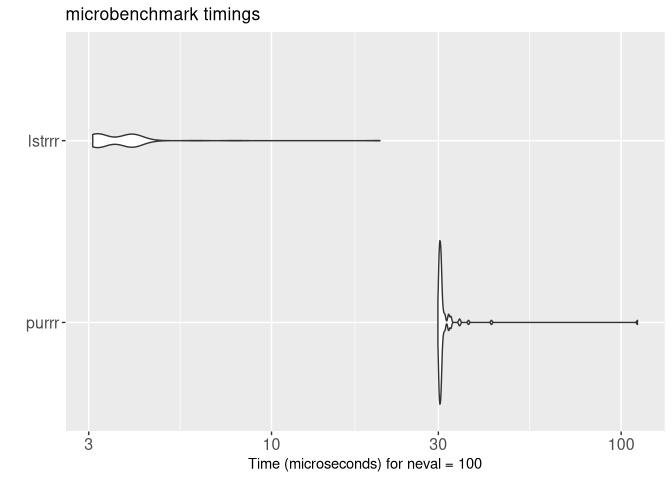 microbenchmark timings
lstrrr
purrr
3 10 30 100
Time (microseconds) for neval = 100